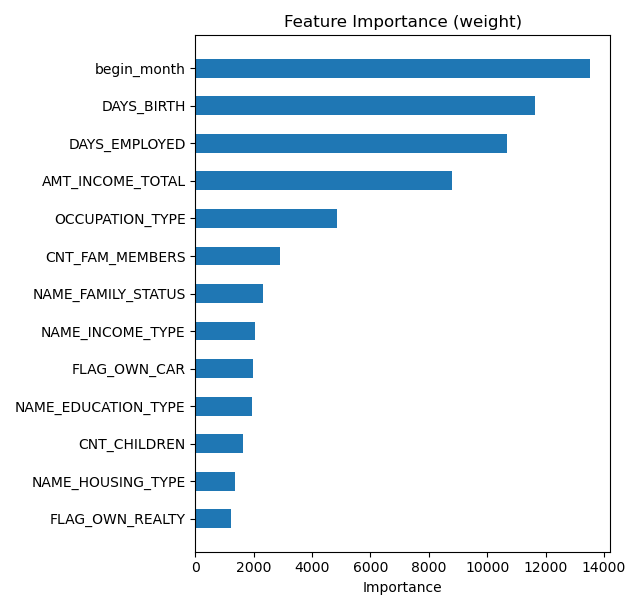 Feature Importance (weight)
begin_month
DAYS_BIRTH
DAYS_EMPLOYED
AMT_INCOME_TOTAL
OCCUPATION_TYPE
CNT_FAM_MEMBERS
NAME_FAMILY_STATUS
NAME_INCOME_TYPE
FLAG_OWN_CAR
NAME_EDUCATION_TYPE
CNT_CHILDREN
NAME_HOUSING_TYPE
FLAG_OWN_REALTY
0 2000 4000 6000 8000 10000 12000 14000
Importance